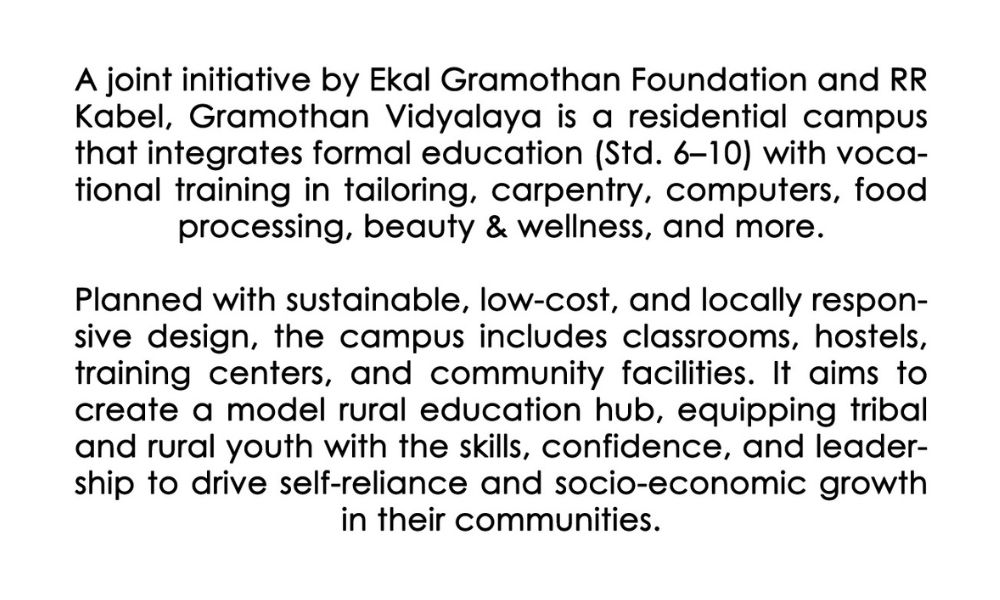 A joint initiative by Ekal Gramothan Foundation and RR
Kabel, Gramothan Vidyalaya is a residential campus
that integrates formal education (Std. 6–10) with voca-
tional training in tailoring, carpentry, computers, food
processing, beauty & wellness, and more.
Planned with sustainable, low-cost, and locally respon-
sive design, the campus includes classrooms, hostels,
training centers, and community facilities. It aims to
create a model rural education hub, equipping tribal
and rural youth with the skills, confidence, and leader-
ship to drive self-reliance and socio-economic growth
in their communities.